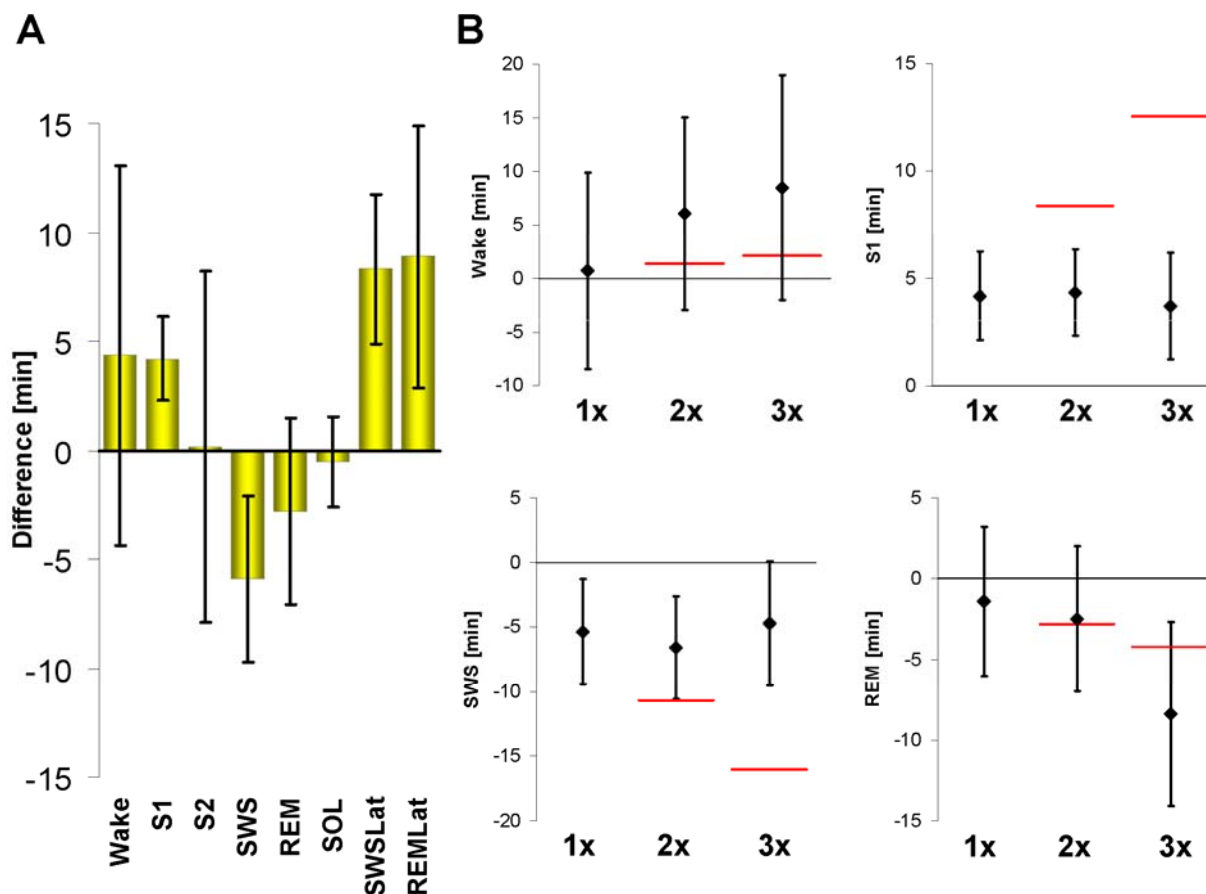 A
Difference [min]
15
10
5
0
-5
-10
-15
Wake
S1
S2
SWS
REM
SOL
SWSLat
REMLat
B
Wake [min]
20
15
10
5
0
-5
-10
1x 2x 3x
S1 [min]
15
10
5
0
1x 2x 3x
SWS [min]
5
0
-5
-10
-15
-20
1x 2x 3x
REM [min]
5
0
-5
-10
-15
1x 2x 3x